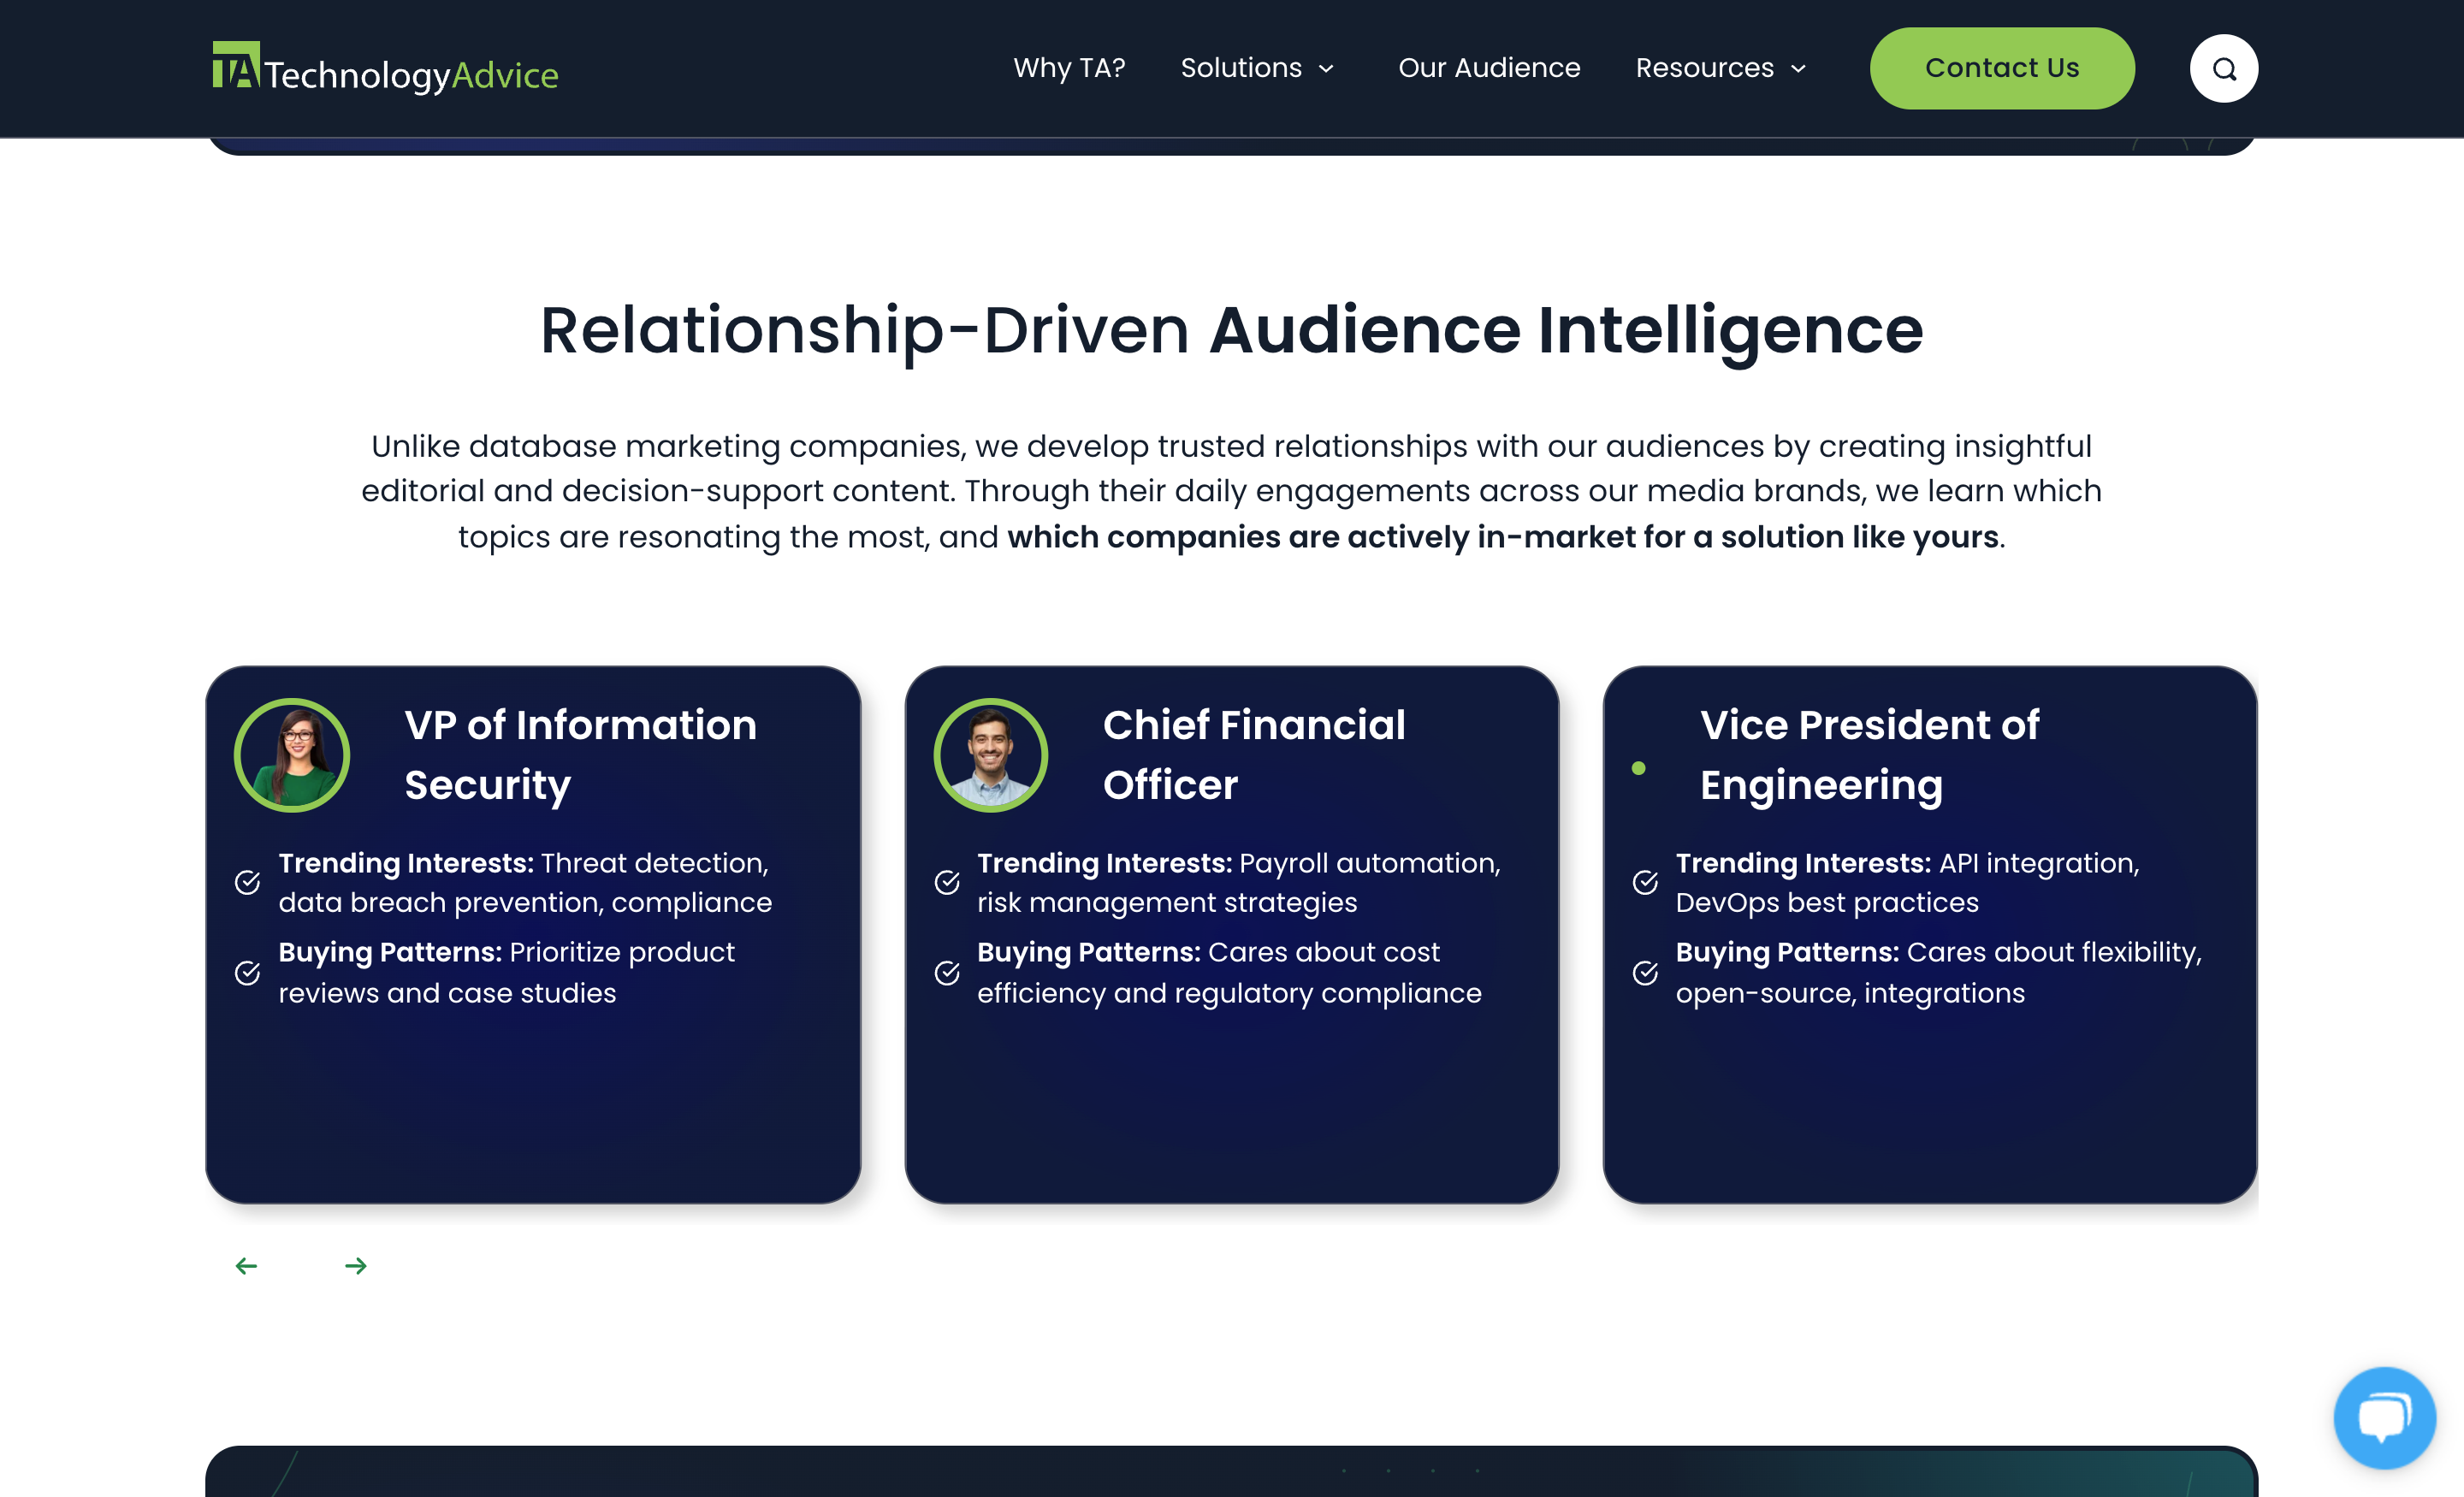 TA TechnologyAdvice
Why TA?
Solutions
Our Audience
Resources
Contact Us
Relationship-Driven Audience Intelligence
Unlike database marketing companies, we develop trusted relationships with our audiences by creating insightful
editorial and decision-support content. Through their daily engagements across our media brands, we learn which
topics are resonating the most, and which companies are actively in-market for a solution like yours.
VP of Information
Security
Trending Interests: Threat detection,
data breach prevention, compliance
Buying Patterns: Prioritize product
reviews and case studies
Chief Financial
Officer
Trending Interests: Payroll automation,
risk management strategies
Buying Patterns: Cares about cost
efficiency and regulatory compliance
Vice President of
Engineering
Trending Interests: API integration,
DevOps best practices
Buying Patterns: Cares about flexibility,
open-source, integrations